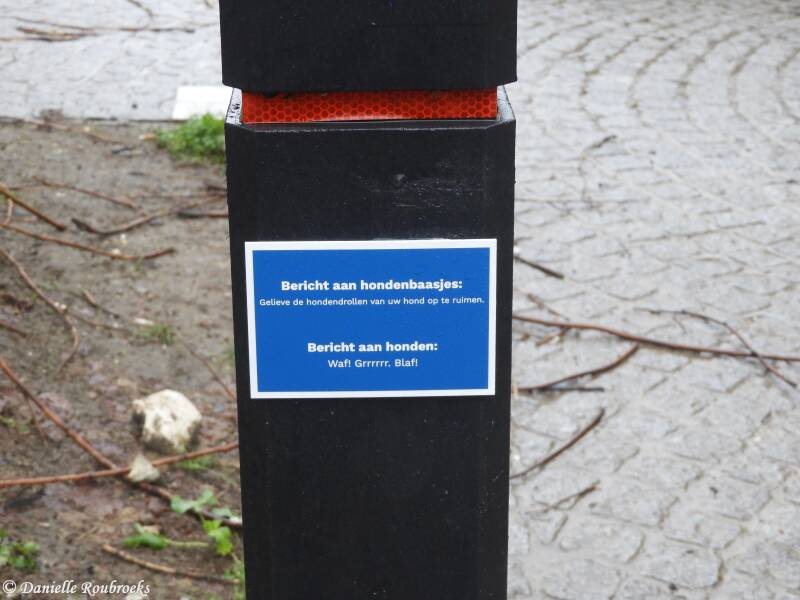 Bericht aan hondenbaasjes:
Gelieve de hondendrollen van uw hond op te ruimen.
Bericht aan honden:
Waf! Grrrrrr. Blaf!
© Danielle Roubroeks